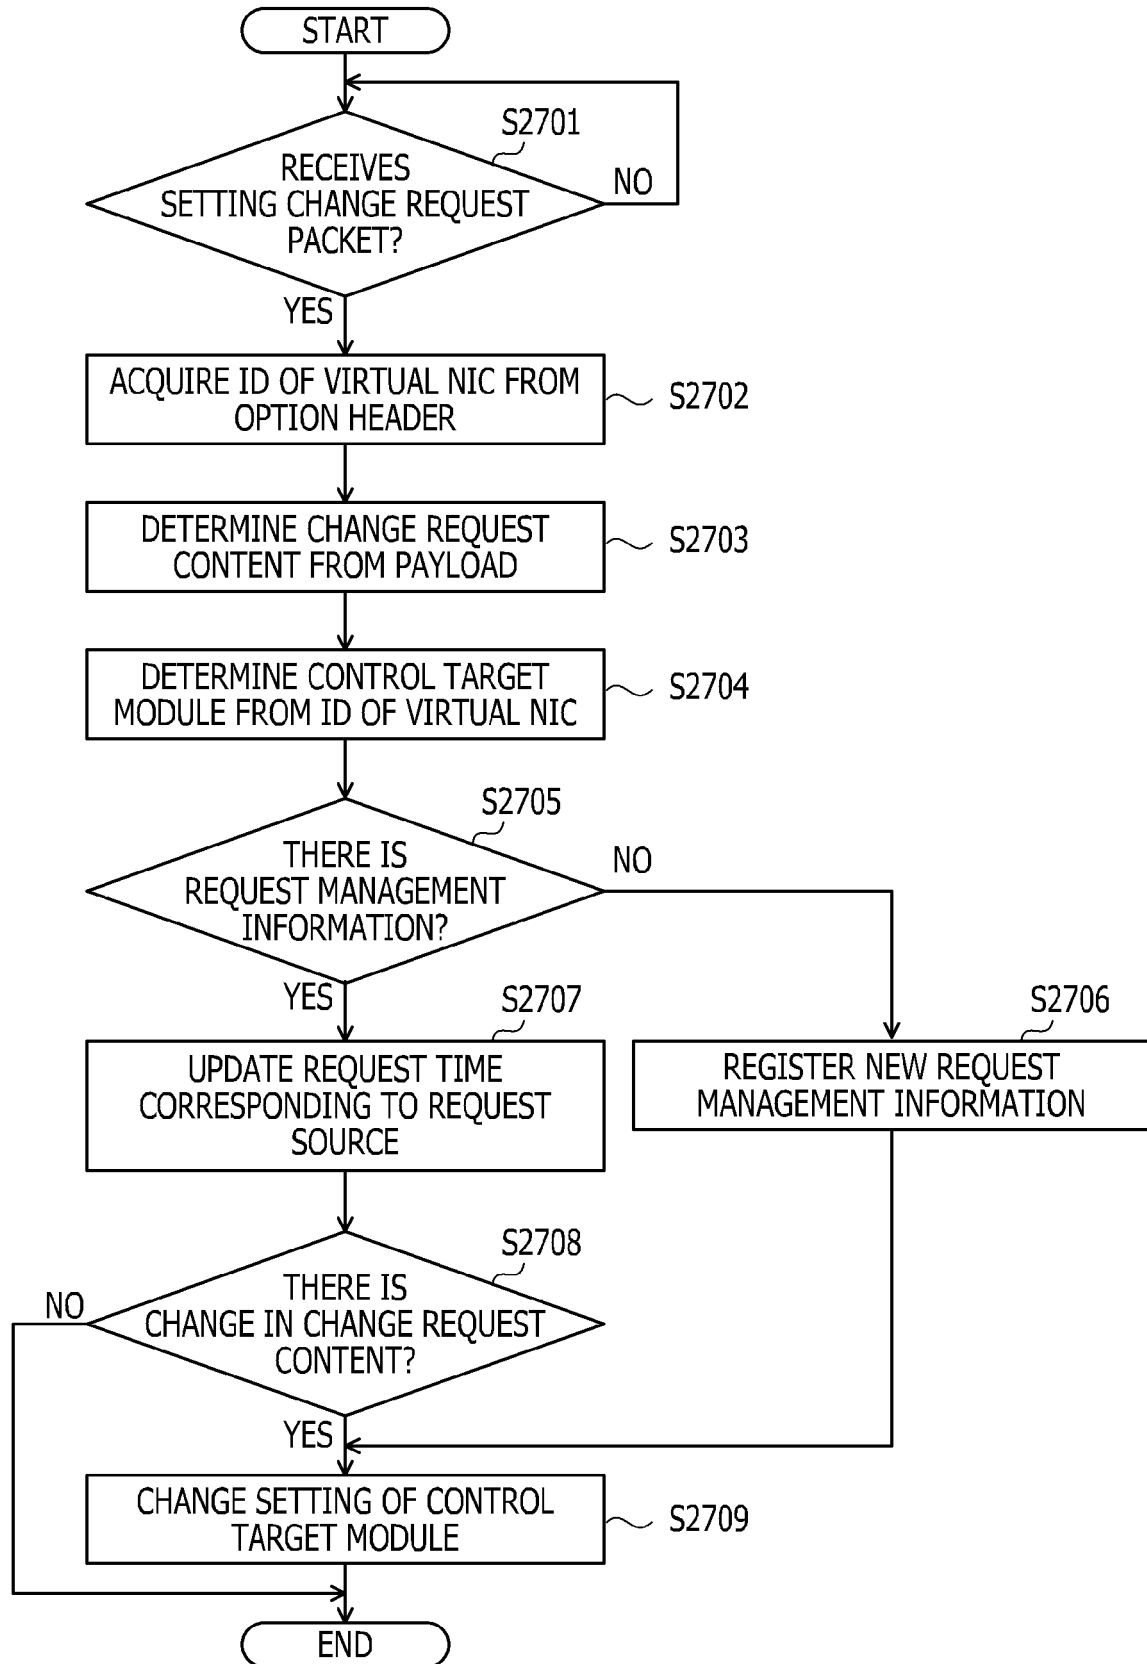 START
S2701
RECEIVES
SETTING CHANGE REQUEST
PACKET?
NO
YES
ACQUIRE ID OF VIRTUAL NIC FROM
OPTION HEADER
S2702
DETERMINE CHANGE REQUEST
CONTENT FROM PAYLOAD
S2703
DETERMINE CONTROL TARGET
MODULE FROM ID OF VIRTUAL NIC
S2704
S2705
THERE IS
REQUEST MANAGEMENT
INFORMATION?
NO
YES
S2707
UPDATE REQUEST TIME
CORRESPONDING TO REQUEST
SOURCE
S2706
REGISTER NEW REQUEST
MANAGEMENT INFORMATION
S2708
THERE IS
CHANGE IN CHANGE REQUEST
CONTENT?
NO
YES
CHANGE SETTING OF CONTROL
TARGET MODULE
S2709
END